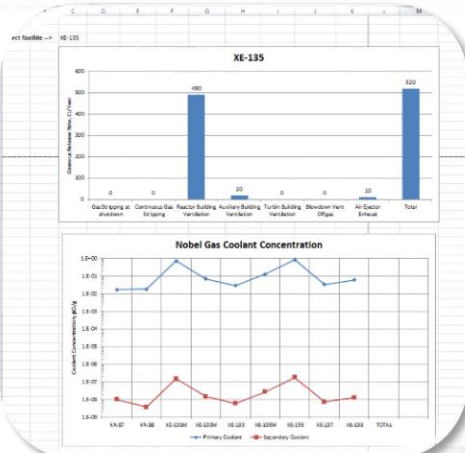 C D E F G H I J K L M
ect Nuclide --> XE-135
XE-135
Gaseous Release Rate, Ci/Year
600
500
400
300
200
100
0
0 0 490 20 0 0 10 520
Gas Stripping at Continuous Gas Reactor Building Auxiliary Building Turbin Building Blowdown Vent Air Ejector Total
shutdown Stripping Ventilation Ventilation Ventilation Offgas Exhaust
Nobel Gas Coolant Concentration
Coolant Concentration, µCi/g
1.E+00
1.E-01
1.E-02
1.E-03
1.E-04
1.E-05
1.E-06
1.E-07
1.E-08
1.E-09
KR-87 KR-88 XE-131M XE-133M XE-133 XE-135M XE-135 XE-137 XE-138 TOTAL
Primary Coolant Secondary Coolant